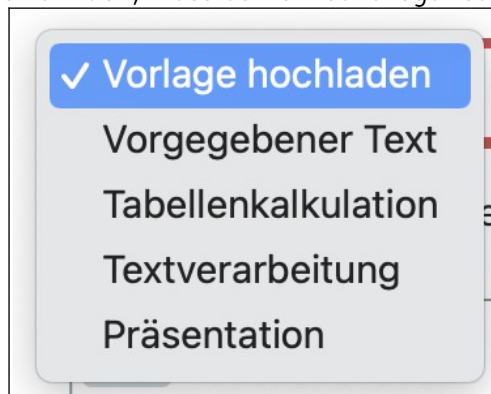 Vorlage hochladen
Vorgegebener Text
Tabellenkalkulation
Textverarbeitung
Präsentation